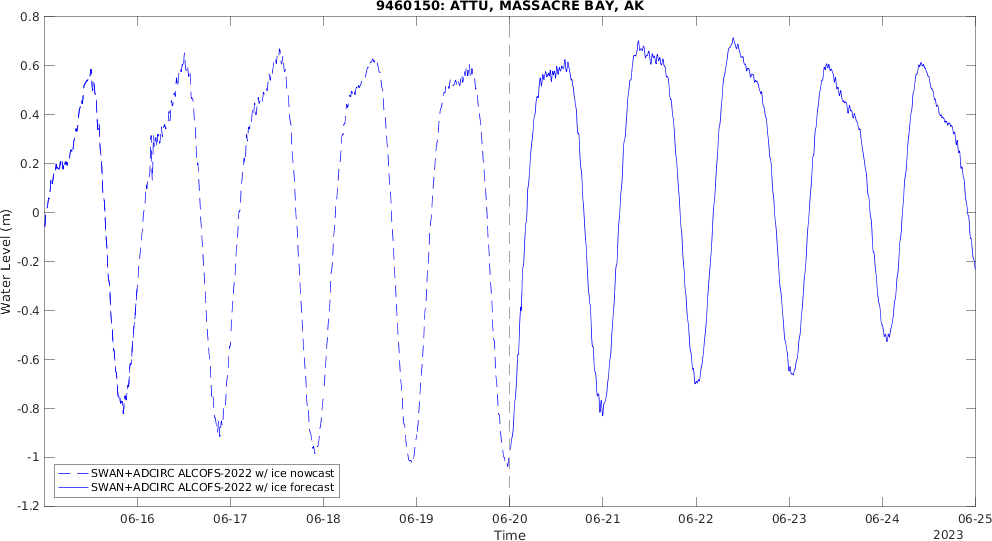 9460150: ATTU, MASSACRE BAY, AK
0.8
0.6
0.4
0.2
0
-0.2
-0.4
-0.6
-0.8
-1
-1.2
Water Level (m)
SWAN+ADCIRC ALCOFS-2022 w/ ice nowcast
SWAN+ADCIRC ALCOFS-2022 w/ ice forecast
06-16 06-17 06-18 06-19 06-20 06-21 06-22 06-23 06-24 06-25
Time
2023